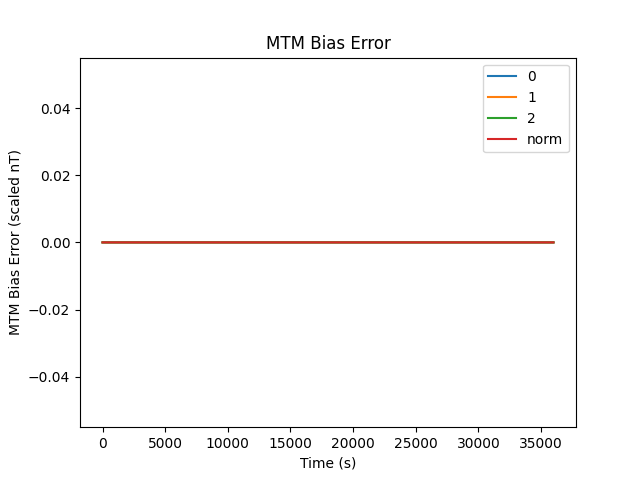 MTM Bias Error
0
1
2
norm
MTM Bias Error (scaled nT)
0.04
0.02
0.00
−0.02
−0.04
0 5000 10000 15000 20000 25000 30000 35000
Time (s)